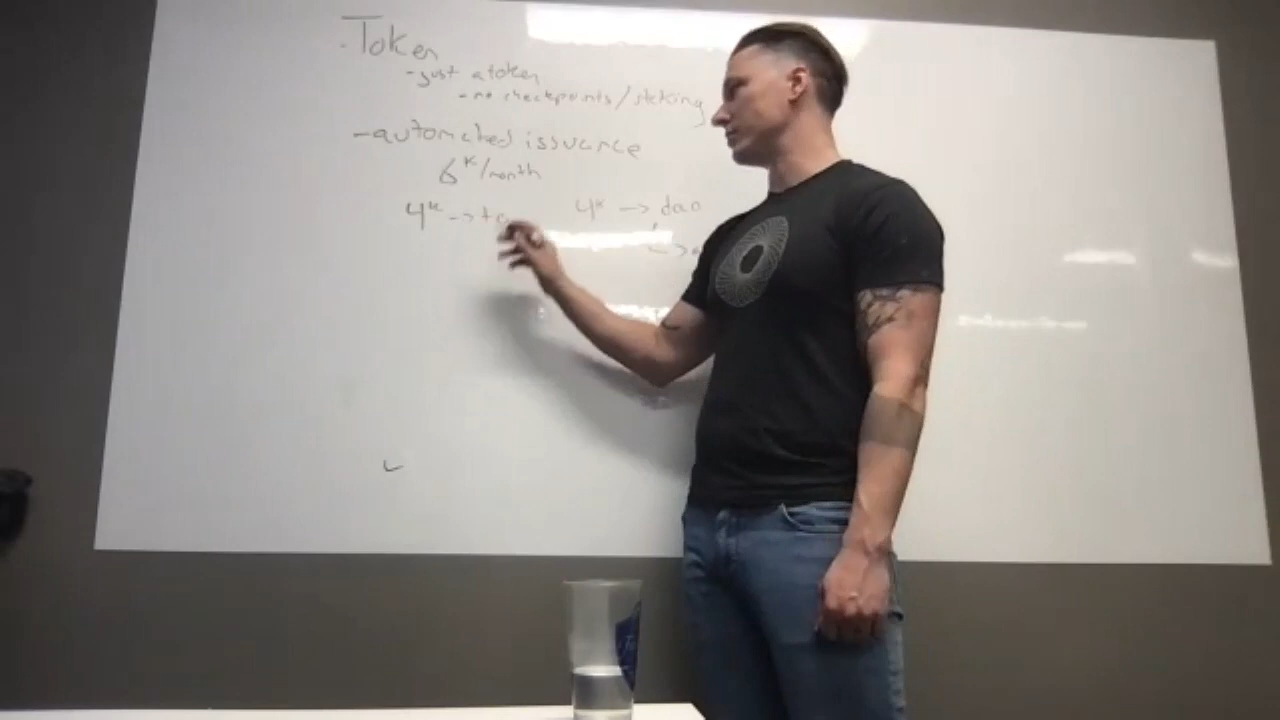 . Token
- just a token
- no checkpoints/staking
- automated issuance
6k/month
4k -> 4k -> dao
->